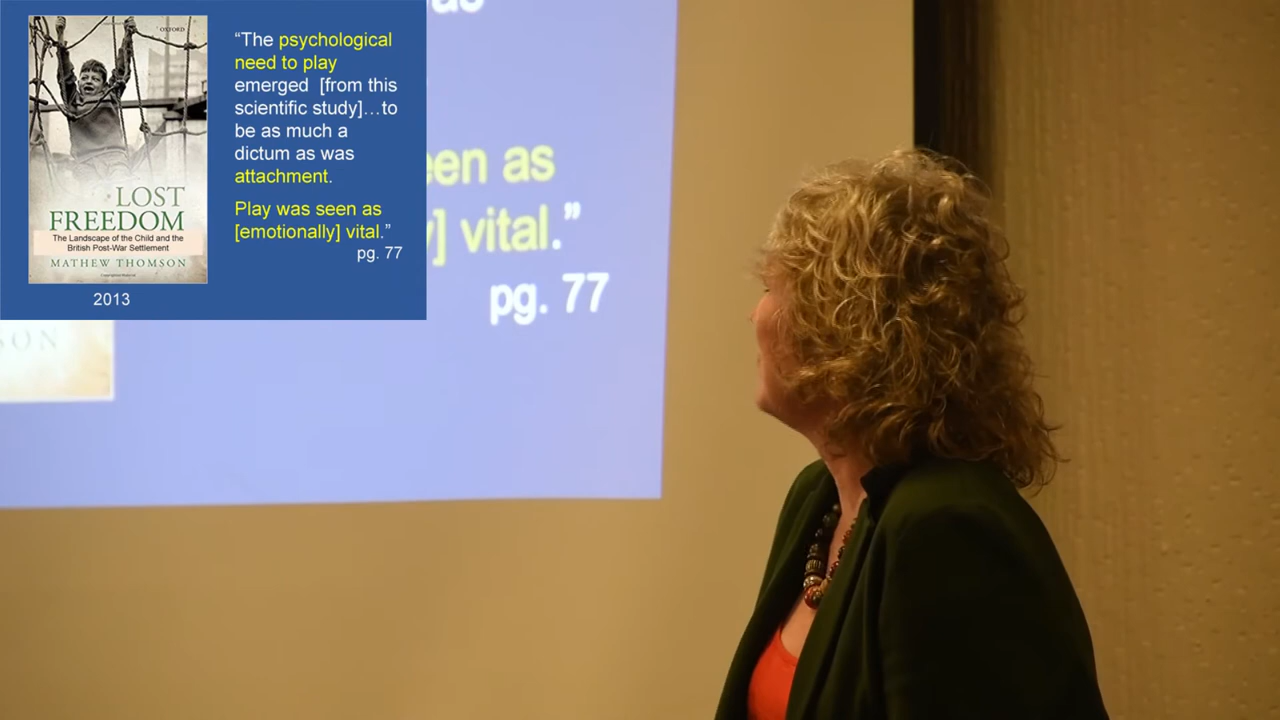 OXFORD
LOST
FREEDOM
The Landscape of the Child and the
British Post-War Settlement
MATHEW THOMSON
2013
“The psychological
need to play
emerged [from this
scientific study]…to
be as much a
dictum as was
attachment.
Play was seen as
[emotionally] vital.”
pg. 77
as
een as
y] vital.”
pg. 77
SON